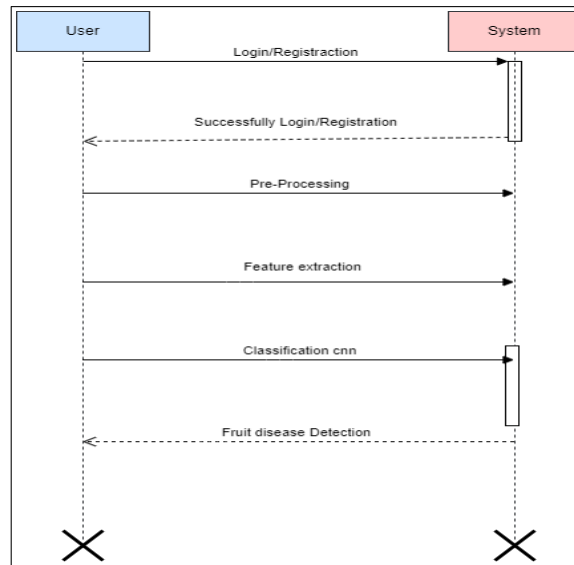 User
System
Login/Registraction
Successfully Login/Registration
Pre-Processing
Feature extraction
Classification cnn
Fruit disease Detection